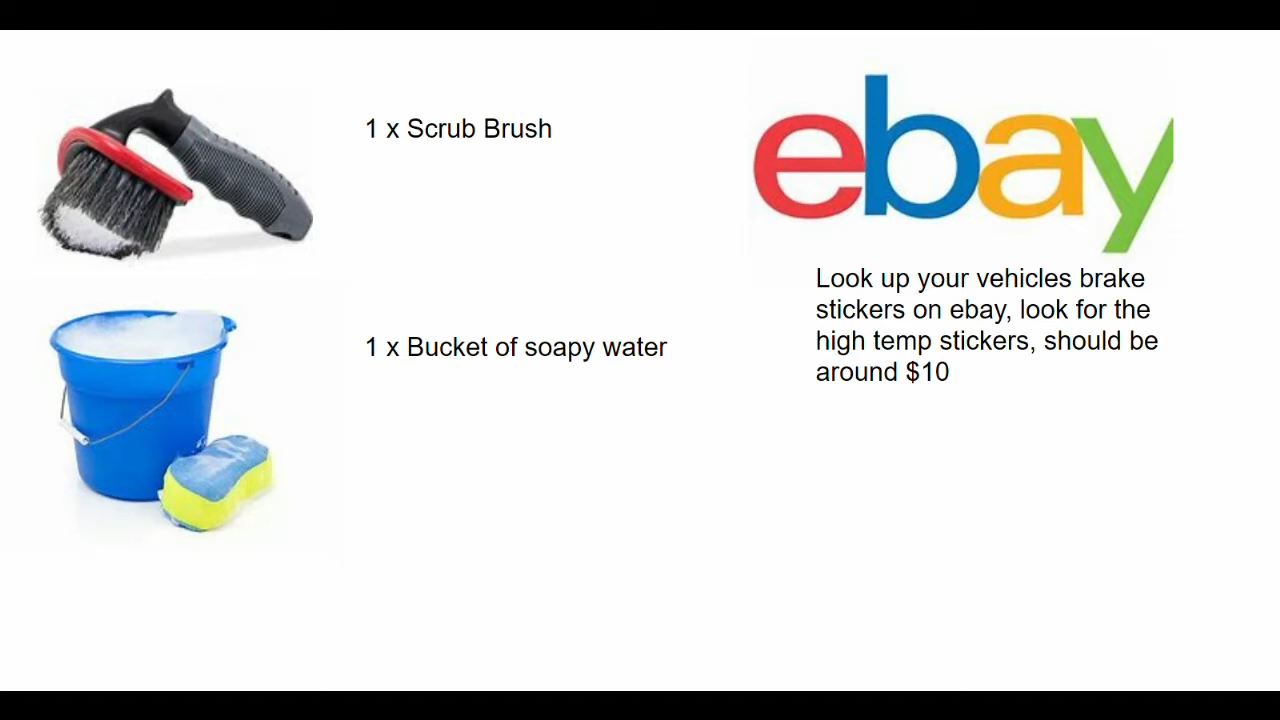 1 x Scrub Brush
1 x Bucket of soapy water
ebay
Look up your vehicles brake
stickers on ebay, look for the
high temp stickers, should be
around $10